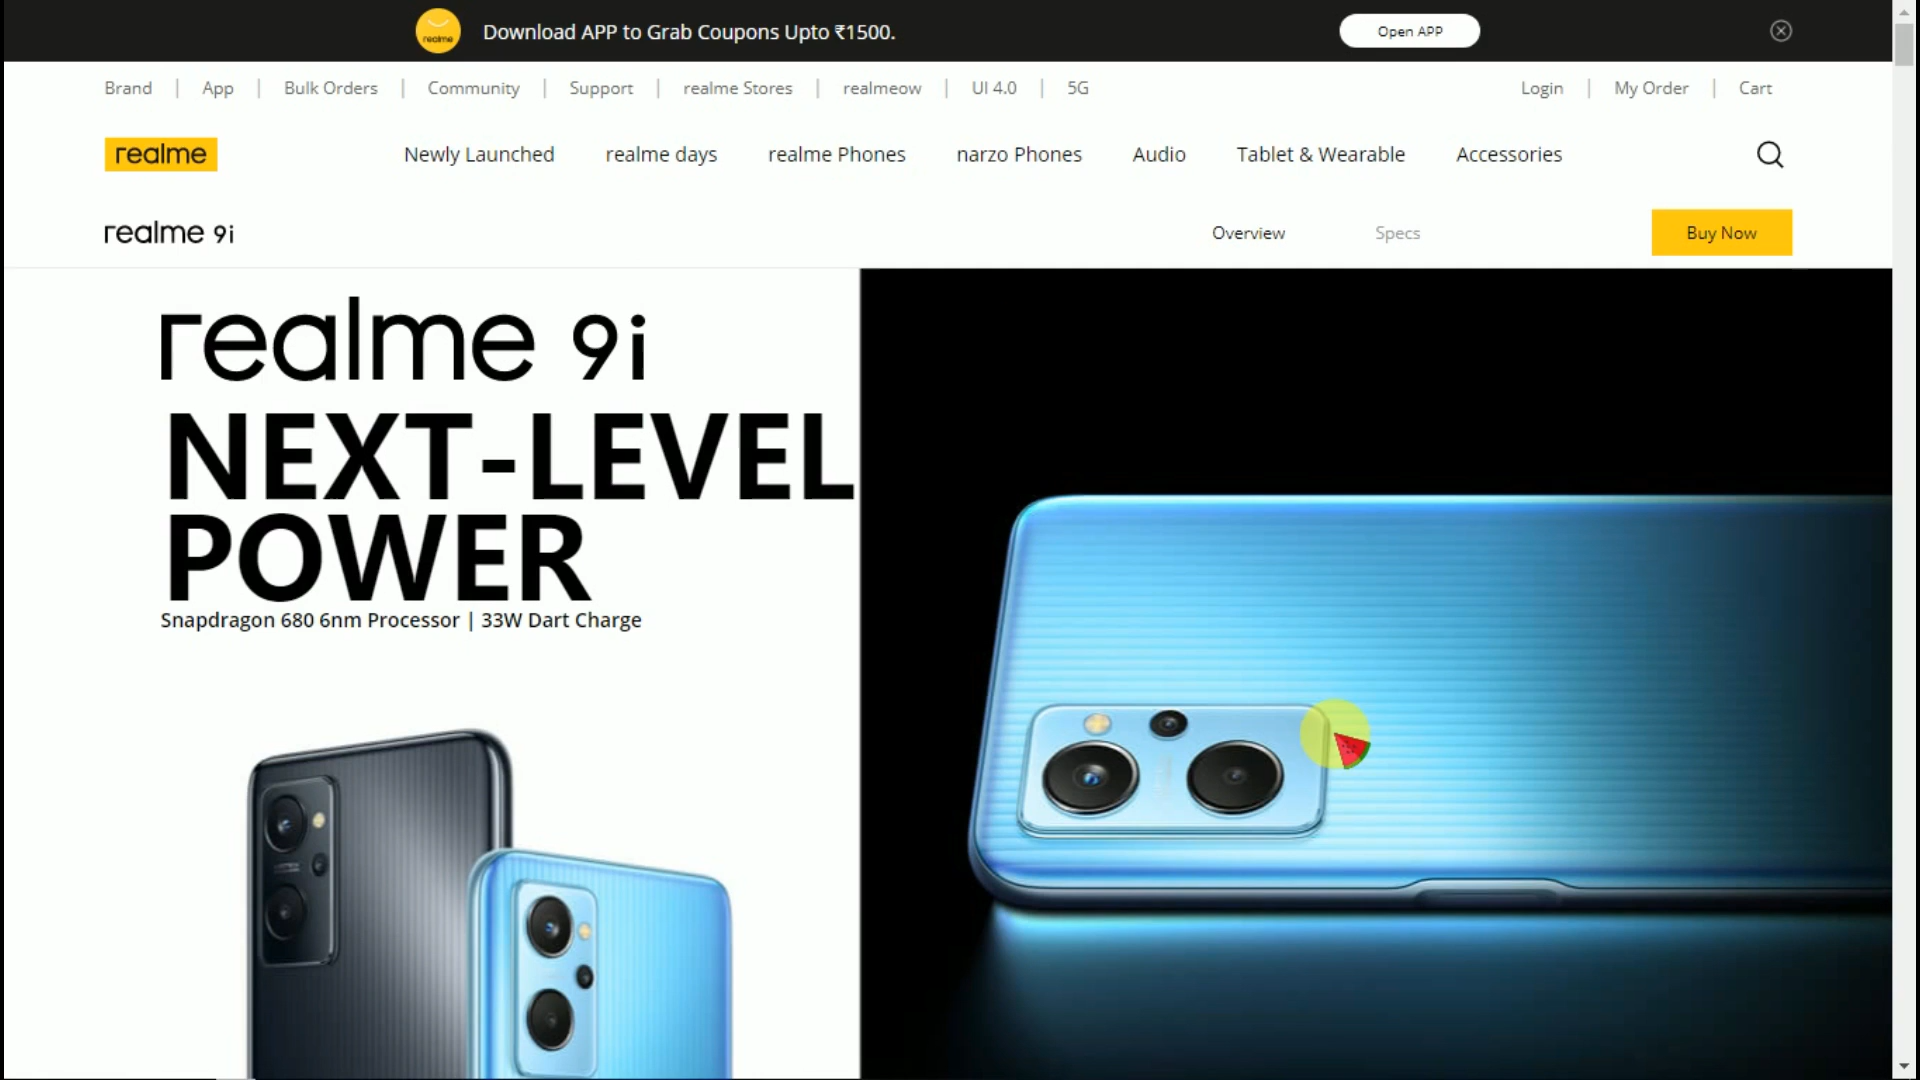 realme
Download APP to Grab Coupons Upto ₹1500.
Open APP
Brand | App | Bulk Orders | Community | Support | realme Stores | realmeow | UI 4.0 | 5G
Login | My Order | Cart
realme
Newly Launched realme days realme Phones narzo Phones Audio Tablet & Wearable Accessories
realme 9i
Overview Specs
Buy Now
realme 9i
NEXT-LEVEL
POWER
Snapdragon 680 6nm Processor | 33W Dart Charge